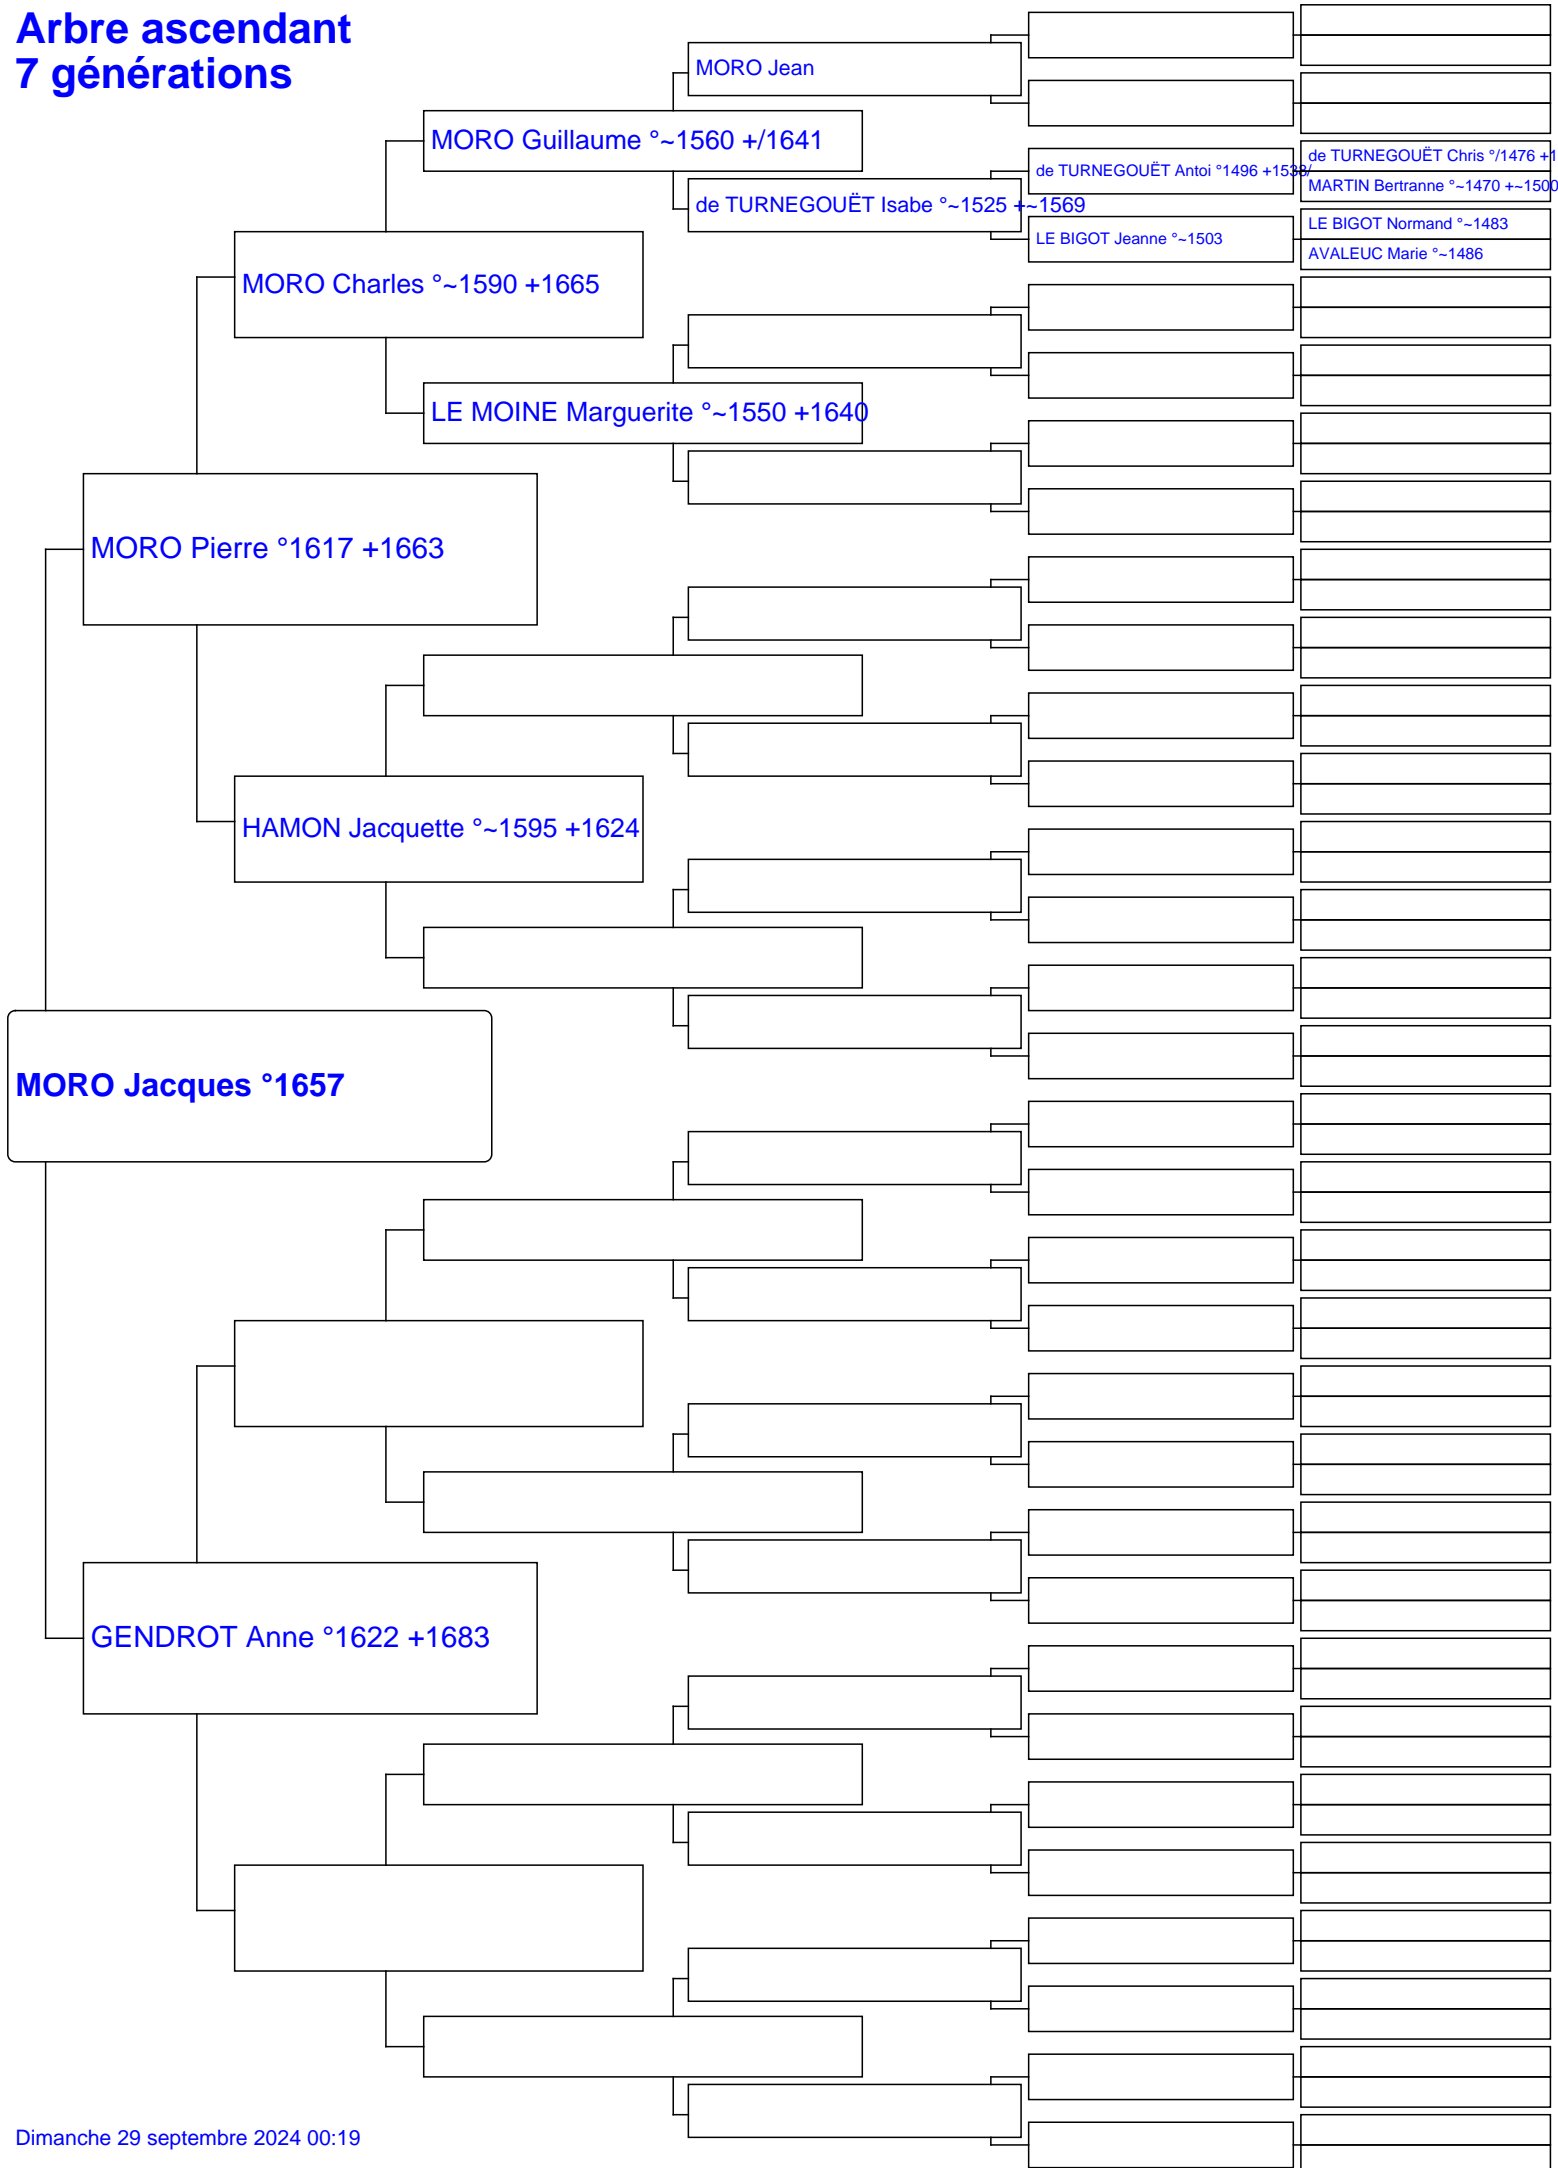 Arbre ascendant
7 générations
MORO Jean
MORO Guillaume °~1560 +/1641
de TURNEGOUËT Antoi °1496 +1538/
de TURNEGOUËT Chris °/1476 +1
MARTIN Bertranne °~1470 +~1500
de TURNEGOUËT Isabe °~1525 +~1569
LE BIGOT Jeanne °~1503
LE BIGOT Normand °~1483
AVALEUC Marie °~1486
MORO Charles °~1590 +1665
LE MOINE Marguerite °~1550 +1640
MORO Pierre °1617 +1663
HAMON Jacquette °~1595 +1624
MORO Jacques °1657
GENDROT Anne °1622 +1683
Dimanche 29 septembre 2024 00:19